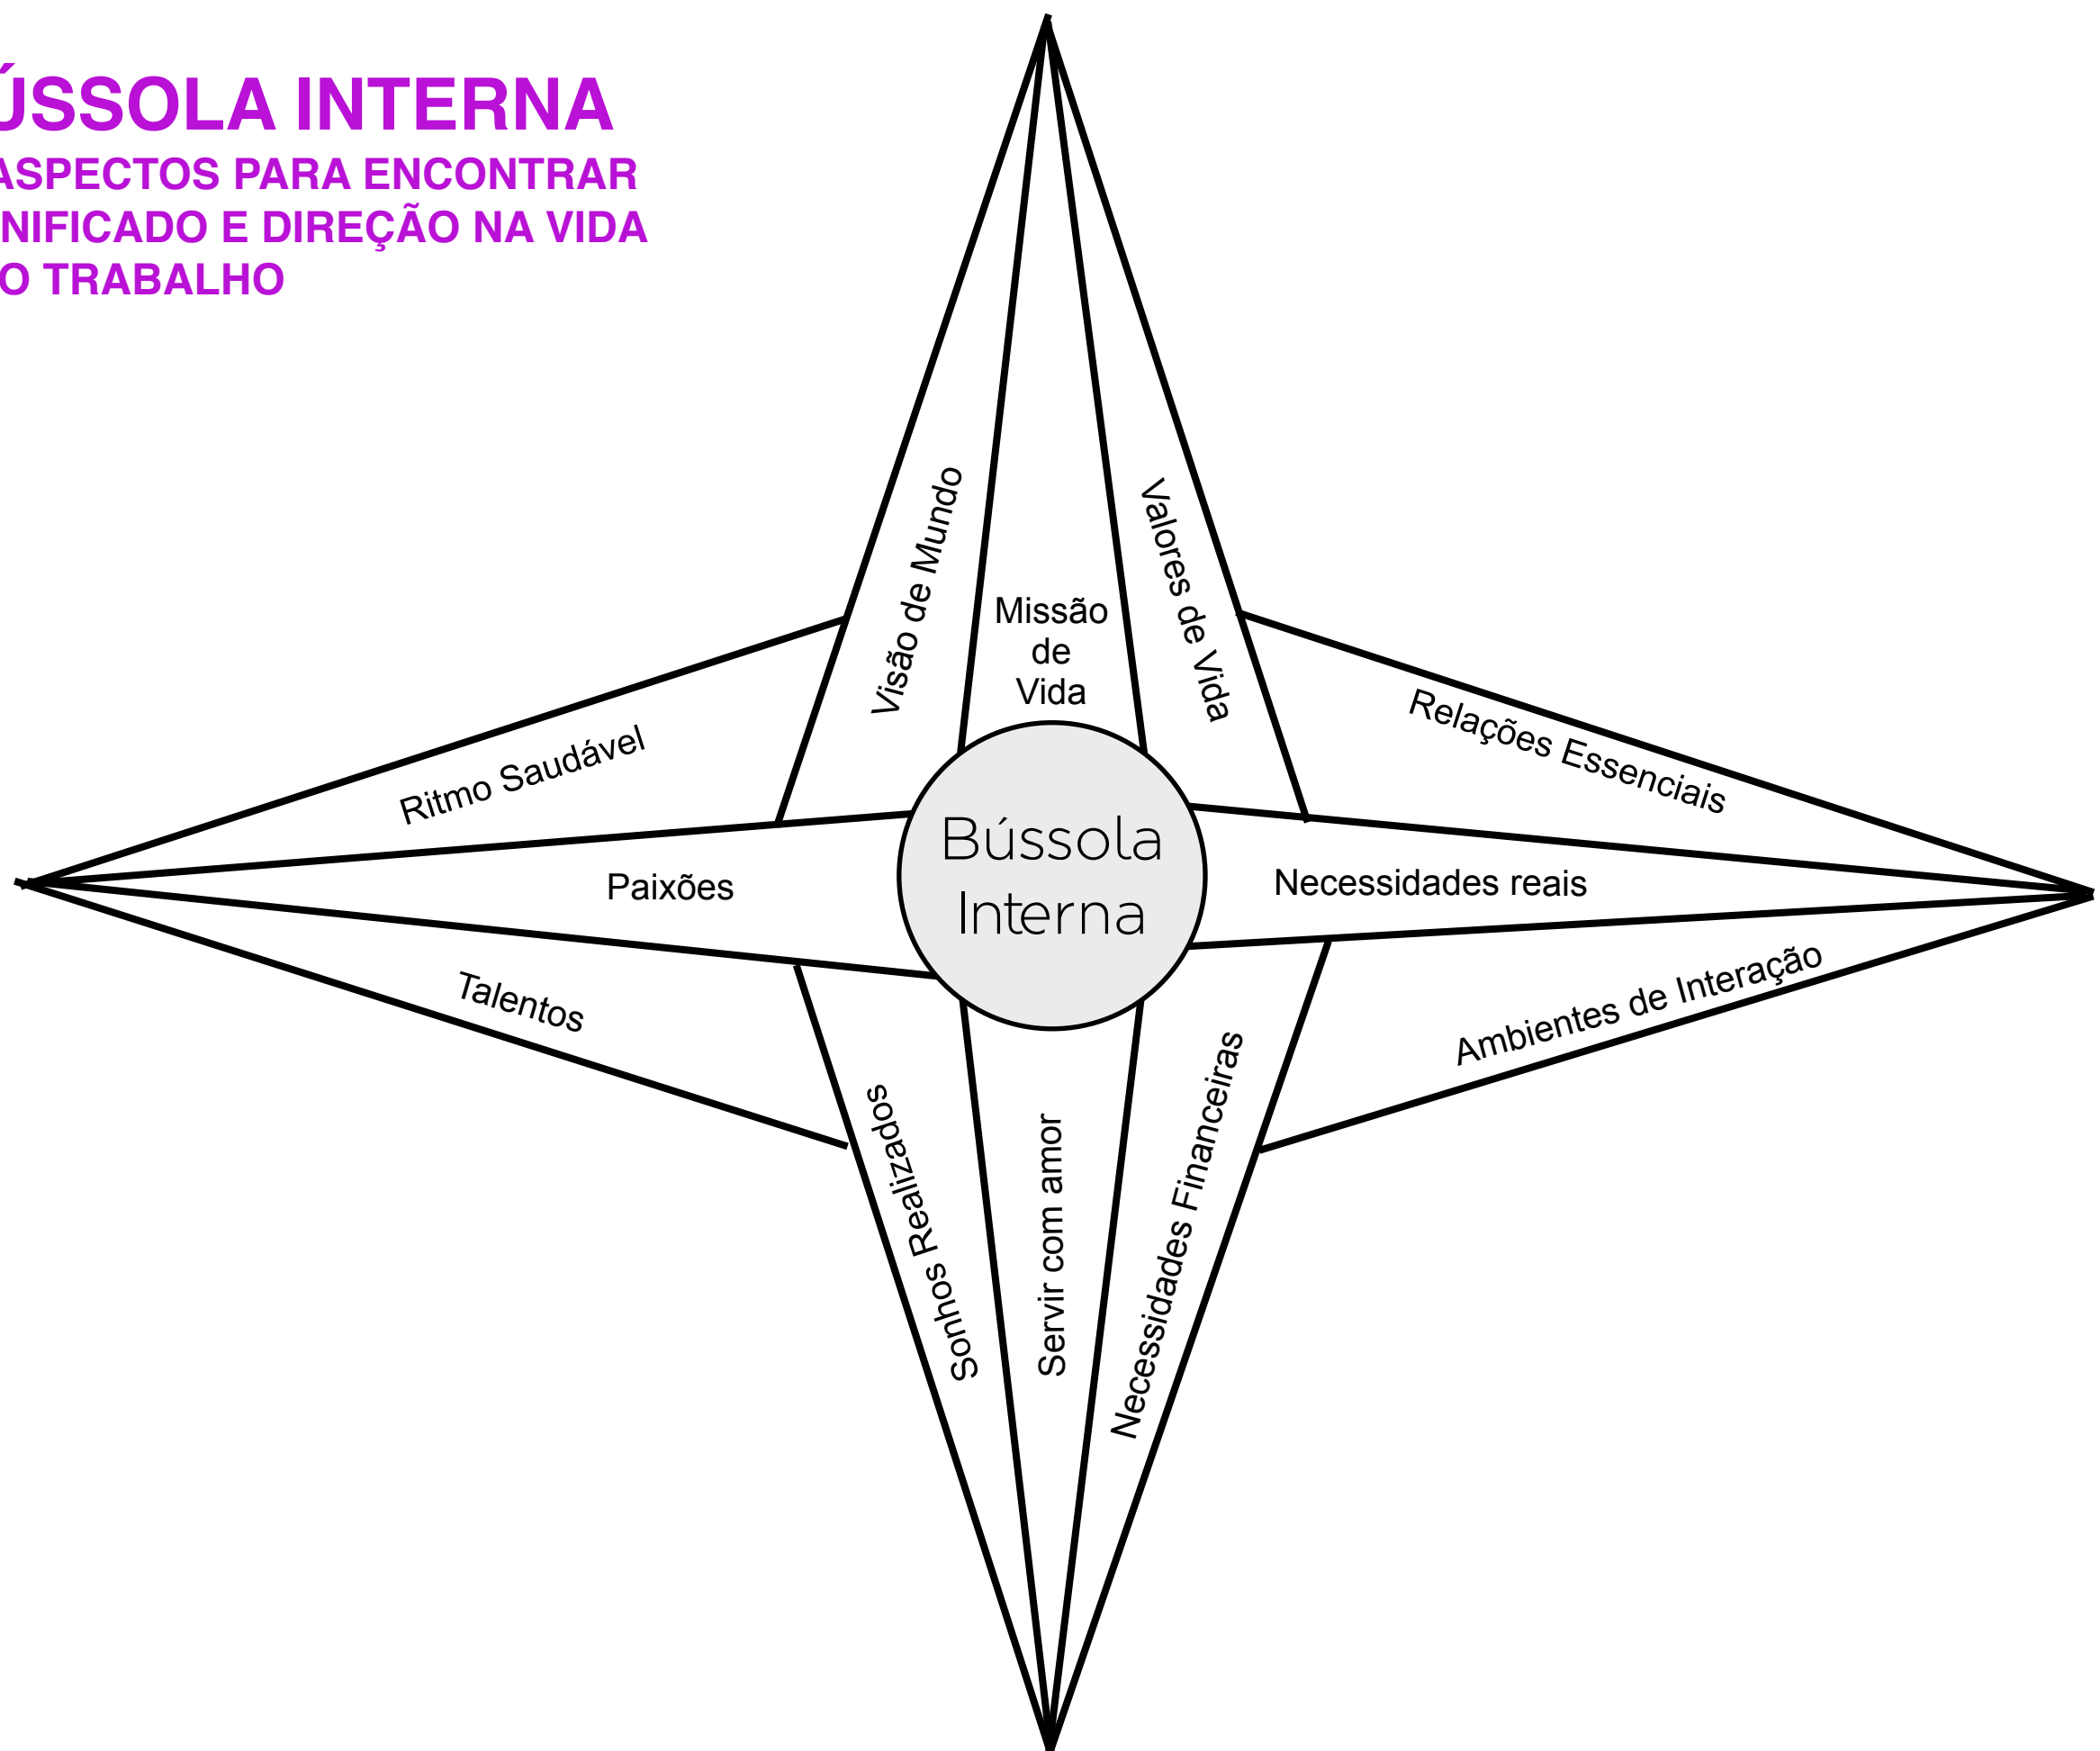 ÚSSOLA INTERNA
ASPECTOS PARA ENCONTRAR
NIFICADO E DIREÇÃO NA VIDA
O TRABALHO
Visão de Mundo
Missão
de
Vida
Valores de Vida
Ritmo Saudável
Relações Essenciais
Bússola
Interna
Paixões
Necessidades reais
Talentos
Ambientes de Interação
Sonhos Realizados
Servir com amor
Necessidades Financeiras